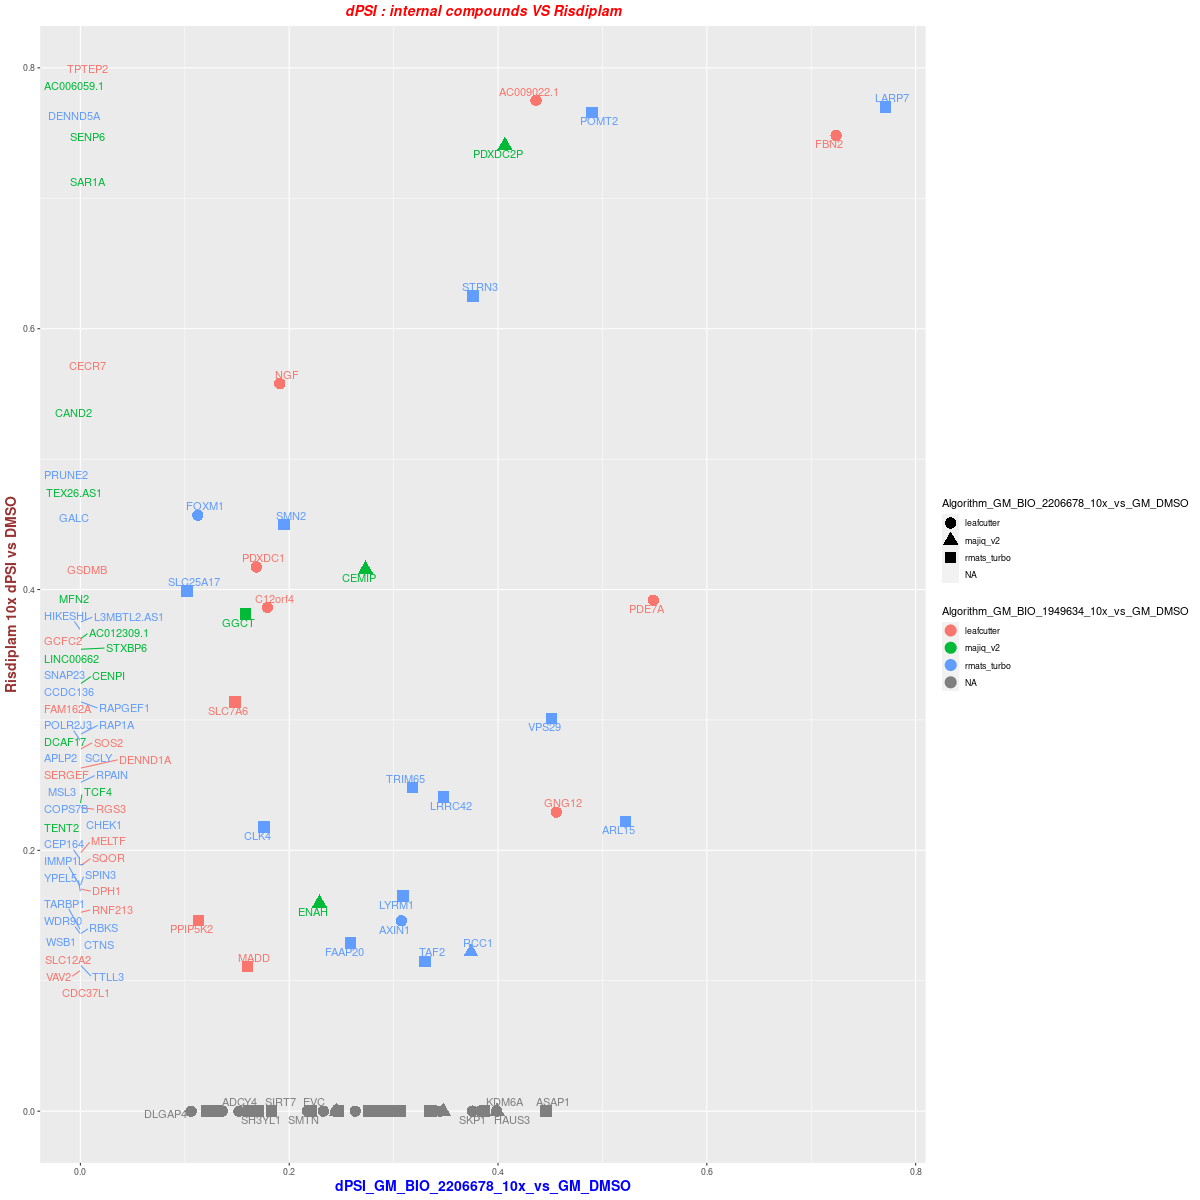 dPSI : internal compounds VS Risdiplam
Risdiplam 10x dPSI vs DMSO
0.8
0.6
0.4
0.2
0.0
TPTEP2
AC006059.1
DENND5A
SENP6
SAR1A
AC009022.1
POMT2
LARP7
FBN2
PDXDC2P
STRN3
CECR7
NGF
CAND2
PRUNE2
TEX26.AS1
GALC
FOXM1
SMN2
GSDMB
PDXDC1
CEMIP
SLC25A17
MFN2
C12orf4
PDE7A
HIKESHI
L3MBTL2.AS1
GGCT
AC012309.1
GCFC2
STXBP6
LINC00662
SNAP23
CENPI
CCDC136
FAM162A
RAPGEF1
SLC7A6
POLR2J3
RAP1A
VPS29
DCAF17
SOS2
APLP2
SCLY
DENND1A
SERGEF
RPAIN
TRIM65
MSL3
TCF4
LRRC42
GNG12
COPS7B
RGS3
TENT2
CHEK1
CLK4
ARL15
CEP164
MELTF
IMMP1L
SQOR
YPEL5
SPIN3
DPH1
TARBP1
RNF213
LYRM1
ENAH
WDR90
RBKS
PPIP5K2
AXIN1
WSB1
CTNS
FAAP20
TAF2
RCC1
SLC12A2
MADD
VAV2
TTLL3
CDC37L1
ADCY4
SIRT7
EVC
KDM6A
ASAP1
DLGAP4
SH3YL1
SMTN
SKP1
HAUS3
0.0
0.2
0.4
0.6
0.8
dPSI_GM_BIO_2206678_10x_vs_GM_DMSO
Algorithm_GM_BIO_2206678_10x_vs_GM_DMSO
leafcutter
majiq_v2
rmats_turbo
NA
Algorithm_GM_BIO_1949634_10x_vs_GM_DMSO
leafcutter
majiq_v2
rmats_turbo
NA